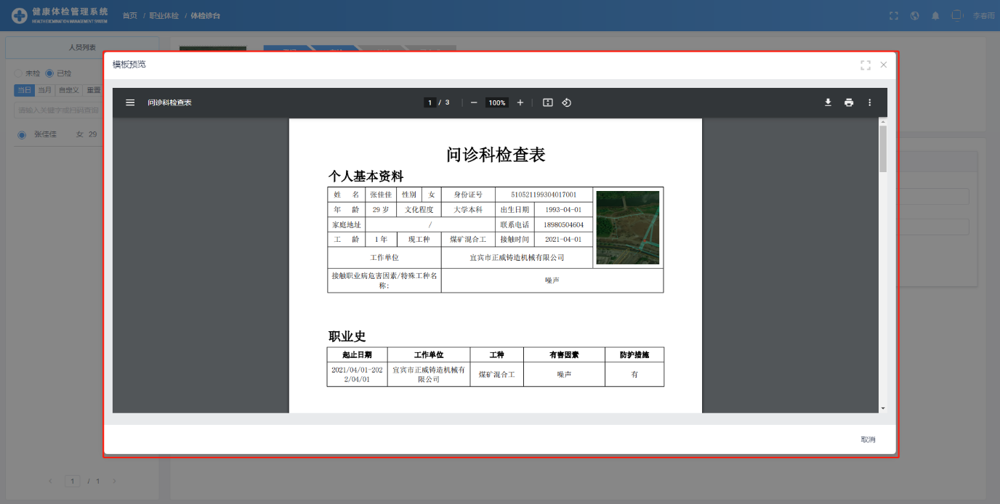 健康体检管理系统
HEALTH EXMINATION MANAGEMENT SYSTEM
首页 / 职业体检 / 体检诊台
李春雨
人员列表
未检 已检
当日 当月 自定义 重置
请输入关键字或扫码查询
张佳佳 女 29
1 / 1
模板预览
问诊科检查表
1 / 3
100%
问诊科检查表
个人基本资料
姓 名 张佳佳 性别 女 身份证号 510521199304017001
年 龄 29 岁 文化程度 大学本科 出生日期 1993-04-01
家庭地址 / 联系电话 18980504604
工 龄 1 年 现工种 煤矿混合工 接触时间 2021-04-01
工作单位 宜宾市正威铸造机械有限公司
接触职业病危害因素/特殊工种名
称: 噪声
职业史
起止日期 工作单位 工种 有害因素 防护措施
2021/04/01-202 宜宾市正威铸造机械有
2/04/01 限公司 煤矿混合工 噪声 有
取消